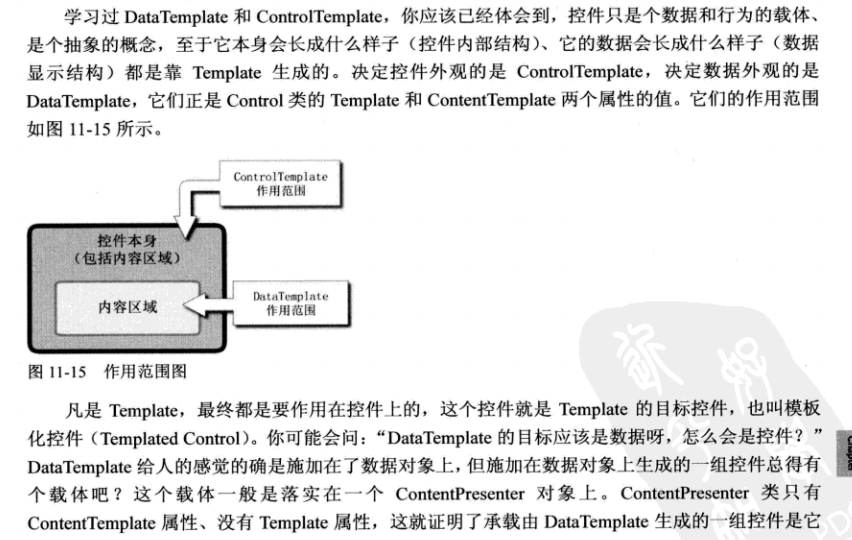 学习过 DataTemplate 和 ControlTemplate，你应该已经体会到，控件只是个数据和行为的载体、
是个抽象的概念，至于它本身会长成什么样子（控件内部结构）、它的数据会长成什么样子（数据
显示结构）都是靠 Template 生成的。决定控件外观的是 ControlTemplate，决定数据外观的是
DataTemplate，它们正是 Control 类的 Template 和 ContentTemplate 两个属性的值。它们的作用范围
如图 11-15 所示。
ControlTemplate
作用范围
控件本身
（包括内容区域）
内容区域
DataTemplate
作用范围
图 11-15 作用范围图
凡是 Template，最终都是要作用在控件上的，这个控件就是 Template 的目标控件，也叫模板
化控件（Templated Control）。你可能会问：“DataTemplate 的目标应该是数据呀，怎么会是控件？”
DataTemplate 给人的感觉的确是施加在了数据对象上，但施加在数据对象上生成的一组控件总得有
个载体吧？这个载体一般是落实在一个 ContentPresenter 对象上。ContentPresenter 类只有
ContentTemplate 属性、没有 Template 属性，这就证明了承载由 DataTemplate 生成的一组控件是它